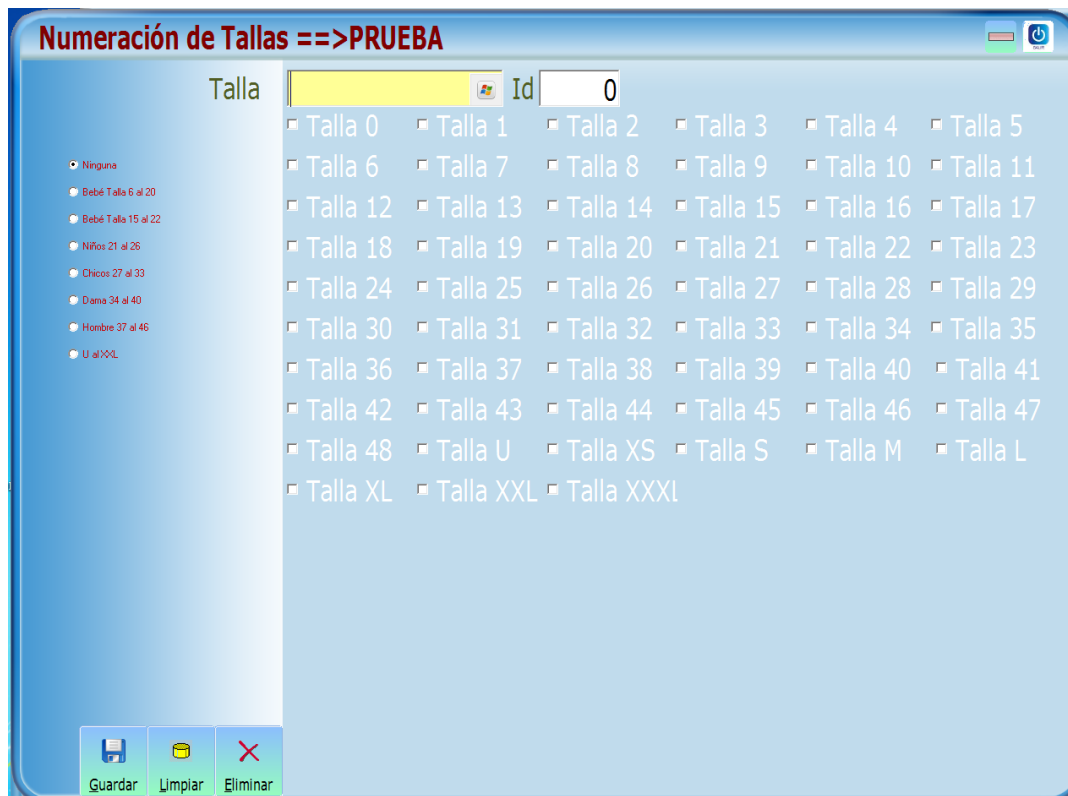 Numeración de Tallas ==>PRUEBA
Talla Id 0
Talla 0 Talla 1 Talla 2 Talla 3 Talla 4 Talla 5
Talla 6 Talla 7 Talla 8 Talla 9 Talla 10 Talla 11
Talla 12 Talla 13 Talla 14 Talla 15 Talla 16 Talla 17
Talla 18 Talla 19 Talla 20 Talla 21 Talla 22 Talla 23
Talla 24 Talla 25 Talla 26 Talla 27 Talla 28 Talla 29
Talla 30 Talla 31 Talla 32 Talla 33 Talla 34 Talla 35
Talla 36 Talla 37 Talla 38 Talla 39 Talla 40 Talla 41
Talla 42 Talla 43 Talla 44 Talla 45 Talla 46 Talla 47
Talla 48 Talla U Talla XS Talla S Talla M Talla L
Talla XL Talla XXL Talla XXXL
Ninguna
Bebé Talla 6 al 20
Bebé Talla 15 al 22
Niños 21 al 26
Chicos 27 al 33
Dama 34 al 40
Hombre 37 al 46
U al XXL
Guardar Limpiar Eliminar